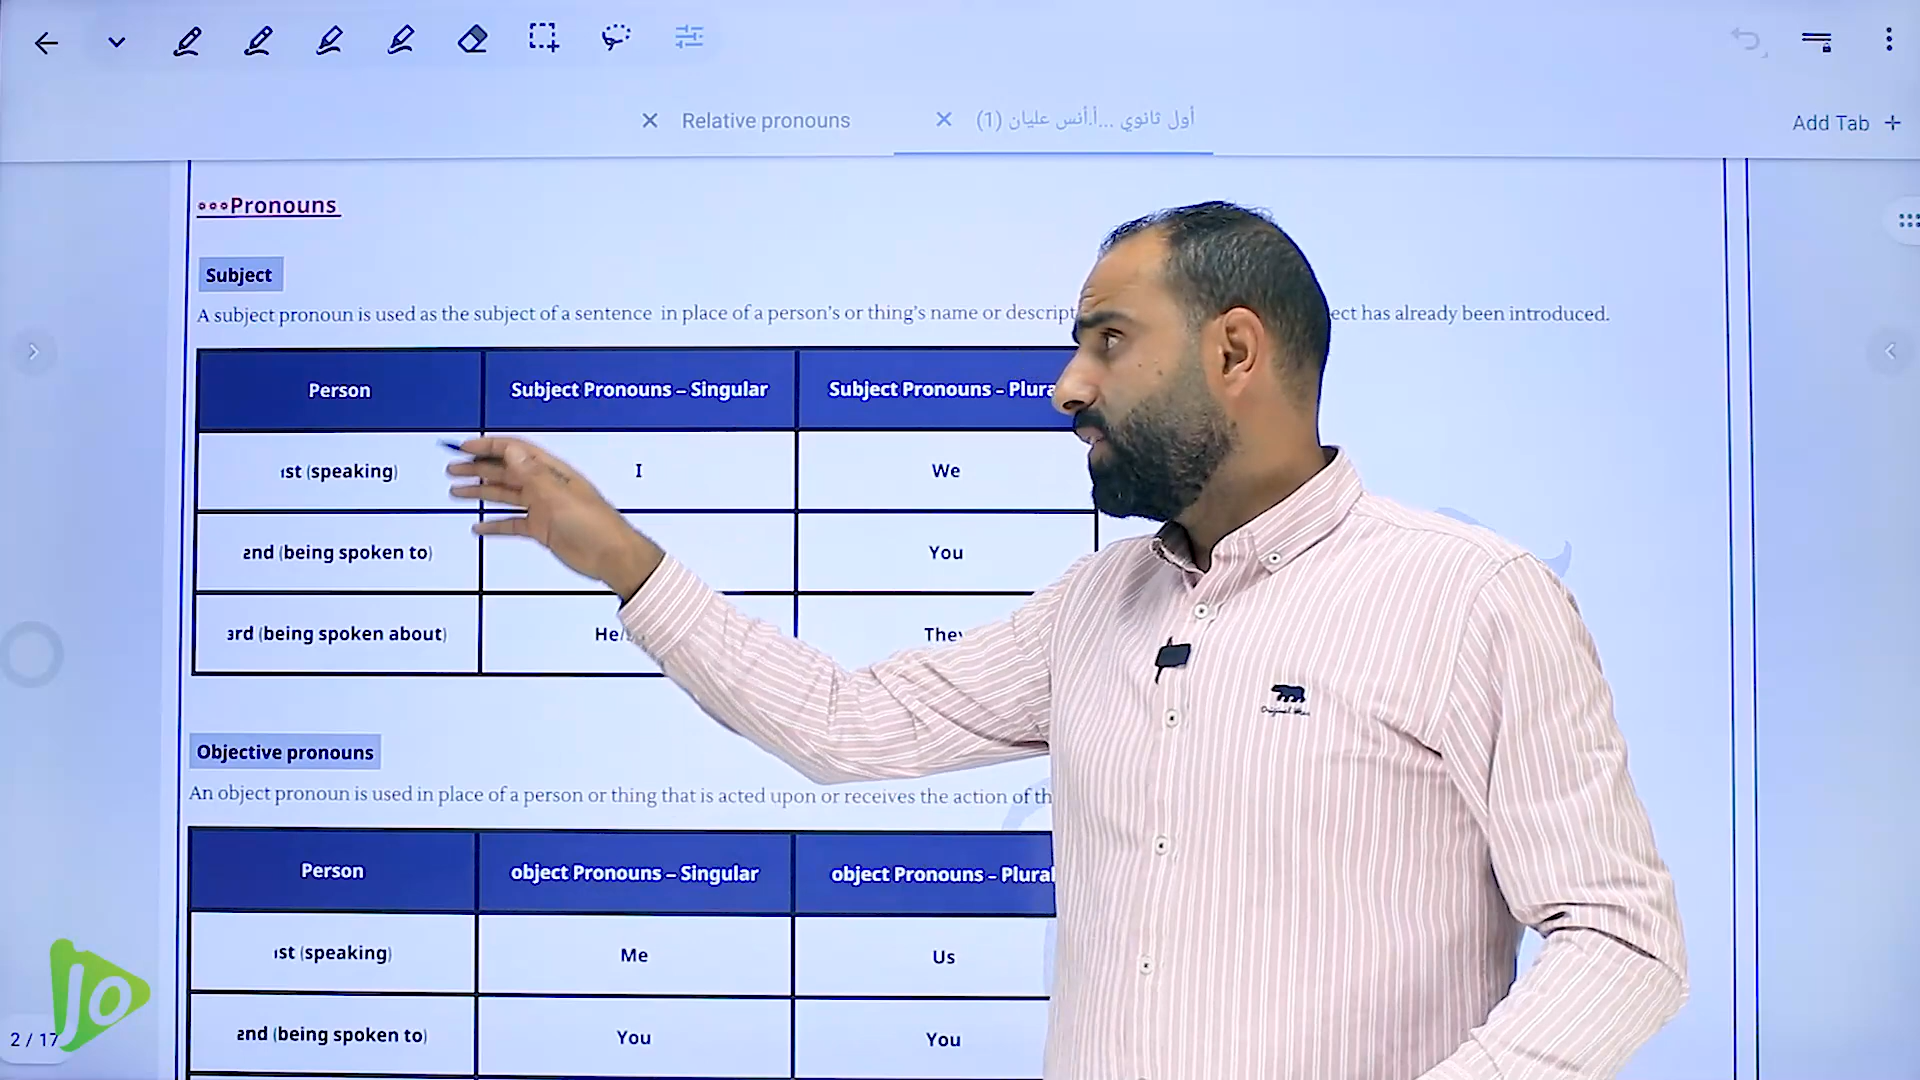 Relative pronouns
أول ثانوي ...أ.أنس عليان (1)
Add Tab
Pronouns
Subject
A subject pronoun is used as the subject of a sentence in place of a person's or thing's name or has already been introduced.
Person Subject Pronouns – Singular Subject Pronouns –
1st (speaking) I We
2nd (being spoken to) You
3rd (being spoken about)
Objective pronouns
An object pronoun is used in place of a person or thing that is acted upon or receives the action of
Person object Pronouns – Singular object Pronouns – Plural
1st (speaking) Me Us
2nd (being spoken to) You You
2 / 17
Jo